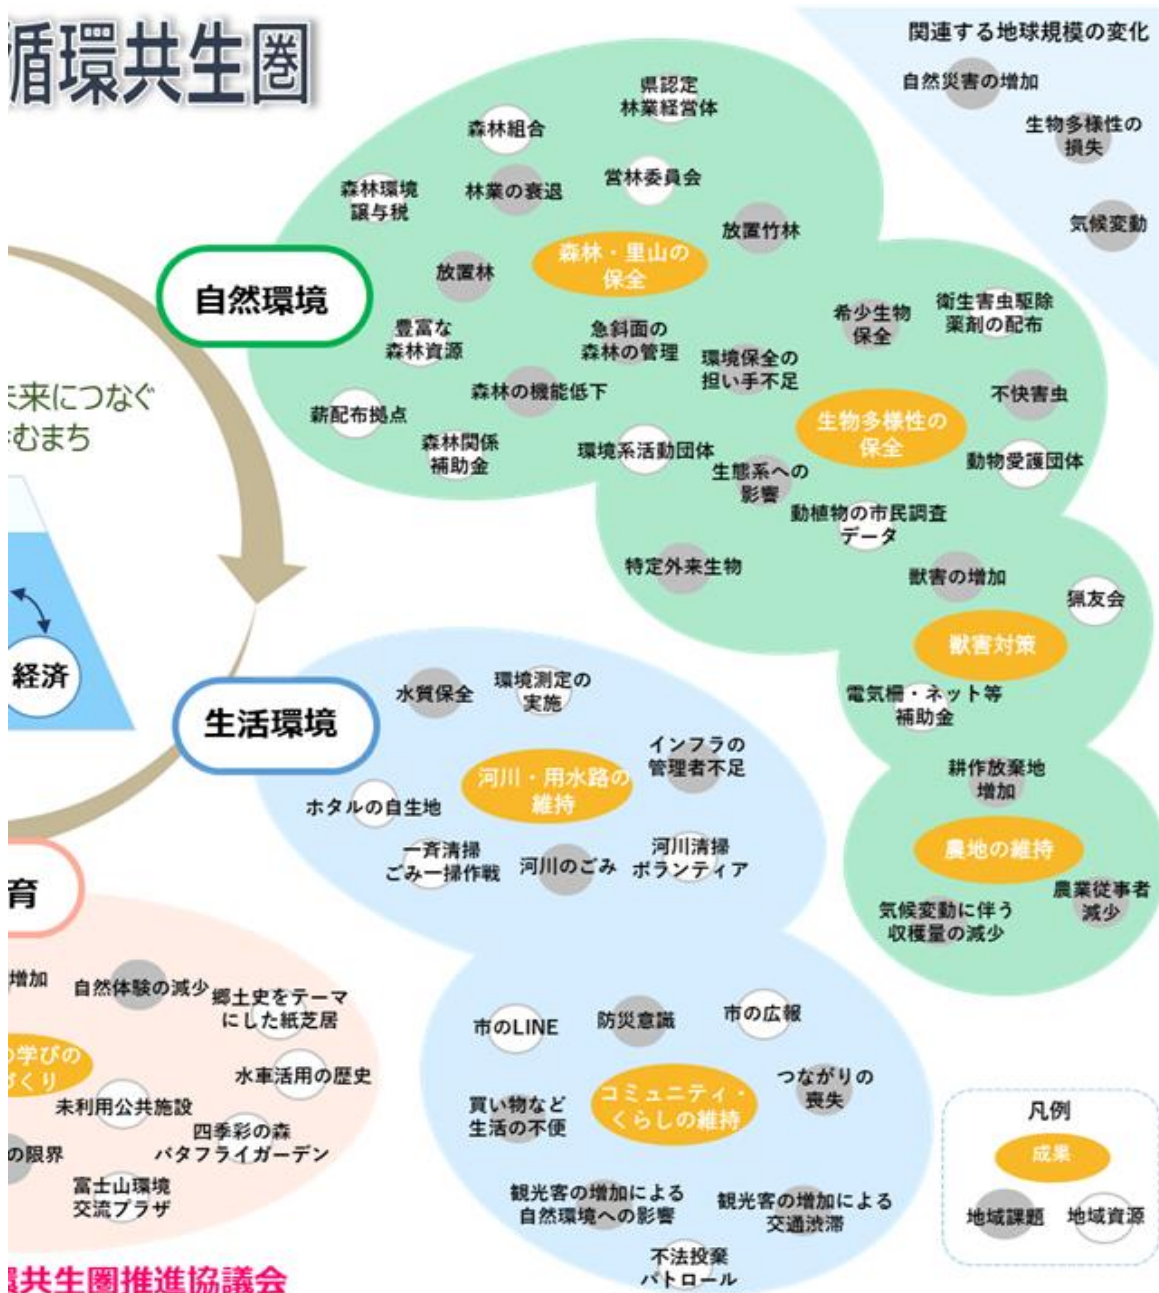 循環共生圏
関連する地球規模の変化
自然災害の増加
生物多様性の
損失
気候変動
自然環境
県認定
林業経営体
森林組合
営林委員会
森林環境
譲与税
林業の衰退
放置竹林
森林・里山の
保全
放置林
豊富な
森林資源
急斜面の
森林の管理
環境保全の
担い手不足
森林の機能低下
薪配布拠点
森林関係
補助金
環境系活動団体
希少生物
保全
衛生害虫駆除
薬剤の配布
不快害虫
生物多様性の
保全
動物愛護団体
生態系への
影響
動植物の市民調査
データ
特定外来生物
獣害の増加
猟友会
獣害対策
電気柵・ネット等
補助金
耕作放棄地
増加
農地の維持
農業従事者
減少
気候変動に伴う
収穫量の減少
未来につなぐ
むまち
経済
生活環境
水質保全
環境測定の
実施
インフラの
管理者不足
河川・用水路の
維持
ホタルの自生地
一斉清掃
ごみ一掃作戦
河川のごみ
河川清掃
ボランティア
市のLINE
防災意識
市の広報
つながりの
喪失
コミュニティ・
くらしの維持
買い物など
生活の不便
観光客の増加による
自然環境への影響
観光客の増加による
交通渋滞
不法投棄
パトロール
育
増加
自然体験の減少
郷土史をテーマ
にした紙芝居
の学びの
づくり
水車活用の歴史
未利用公共施設
四季彩の森
バタフライガーデン
の限界
富士山環境
交流プラザ
環共生圏推進協議会
凡例
成果
地域課題
地域資源